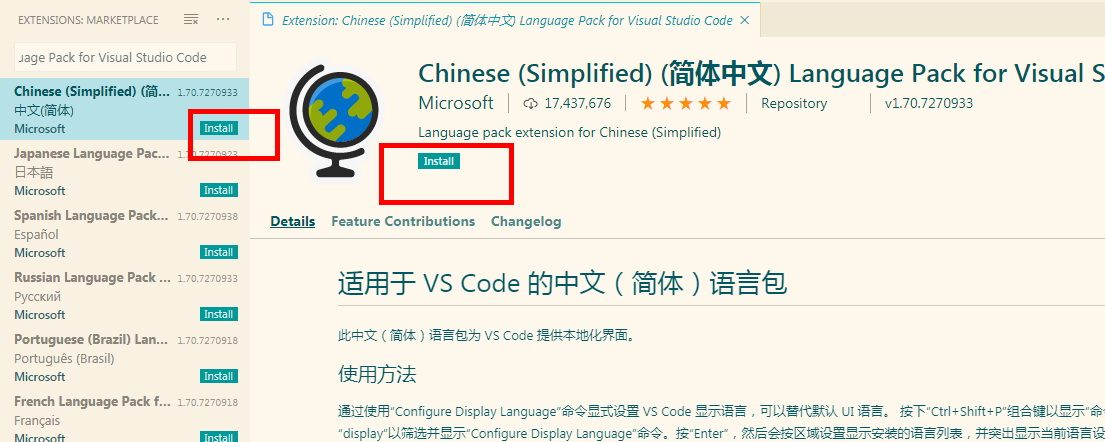 EXTENSIONS: MARKETPLACE
uage Pack for Visual Studio Code
Chinese (Simplified) (简... 1.70.7270933
中文(简体)
Microsoft Install
Japanese Language Pac... 1.70.7270923
日本語
Microsoft Install
Spanish Language Pack... 1.70.7270938
Español
Microsoft Install
Russian Language Pack ... 1.70.7270933
Русский
Microsoft Install
Portuguese (Brazil) Lan... 1.70.7270918
Português (Brasil)
Microsoft Install
French Language Pack f... 1.70.7270918
Français
Microsoft Install
Extension: Chinese (Simplified) (简体中文) Language Pack for Visual Studio Code
Chinese (Simplified) (简体中文) Language Pack for Visual S
Microsoft 17,437,676 Repository v1.70.7270933
Language pack extension for Chinese (Simplified)
Install
Details Feature Contributions Changelog
适用于 VS Code 的中文（简体）语言包
此中文（简体）语言包为 VS Code 提供本地化界面。
使用方法
通过使用“Configure Display Language”命令显式设置 VS Code 显示语言，可以替代默认 UI 语言。 按下“Ctrl+Shift+P”组合键以显示“命
“display”以筛选并显示“Configure Display Language”命令。按“Enter”，然后会按区域设置显示安装的语言列表，并突出显示当前语言设